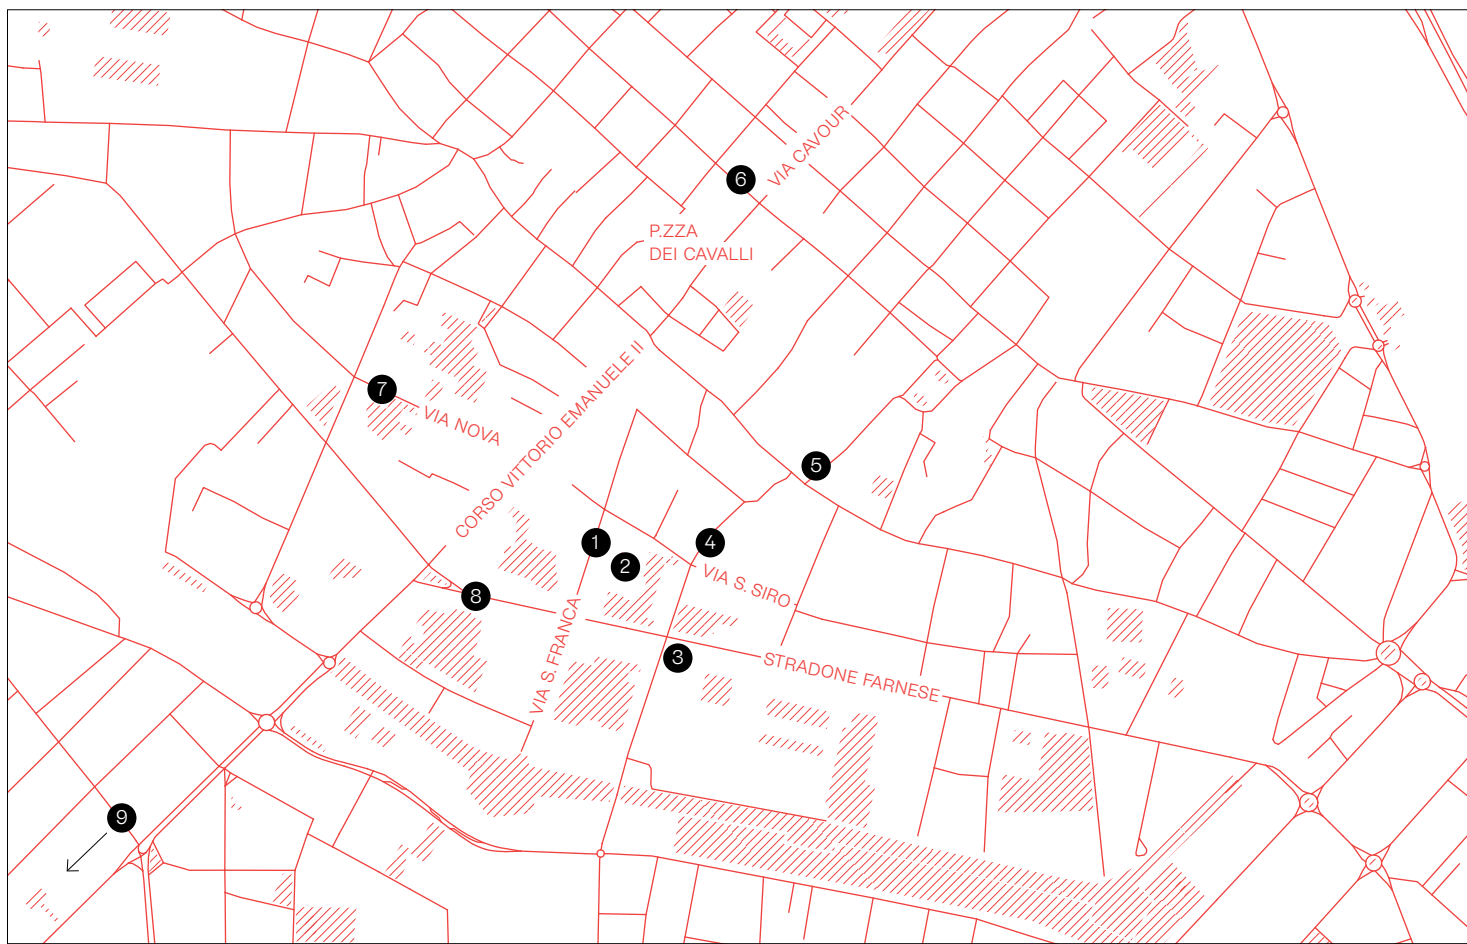 VIA CAVOUR
6
P.ZZA
DEI CAVALLI
CORSO VITTORIO EMANUELE II
7
VIA NOVA
5
1
4
2
VIA S. SIRO
8
VIA S. FRANCA
3
STRADONE FARNESE
9